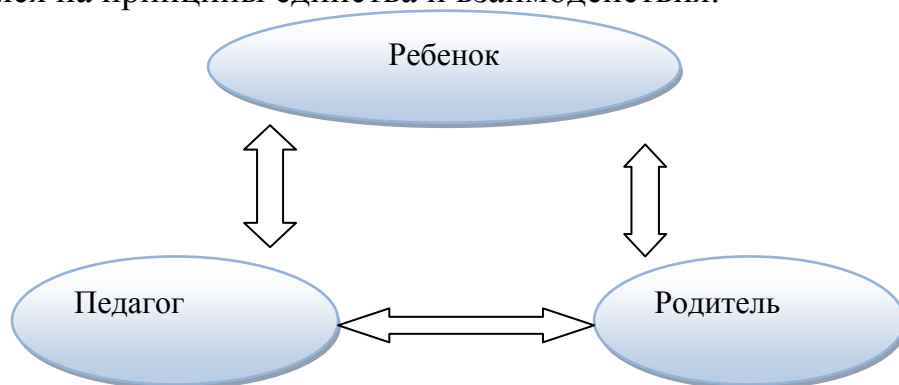 на принципы единства и взаимодействия.
Ребенок
Педагог
Родитель